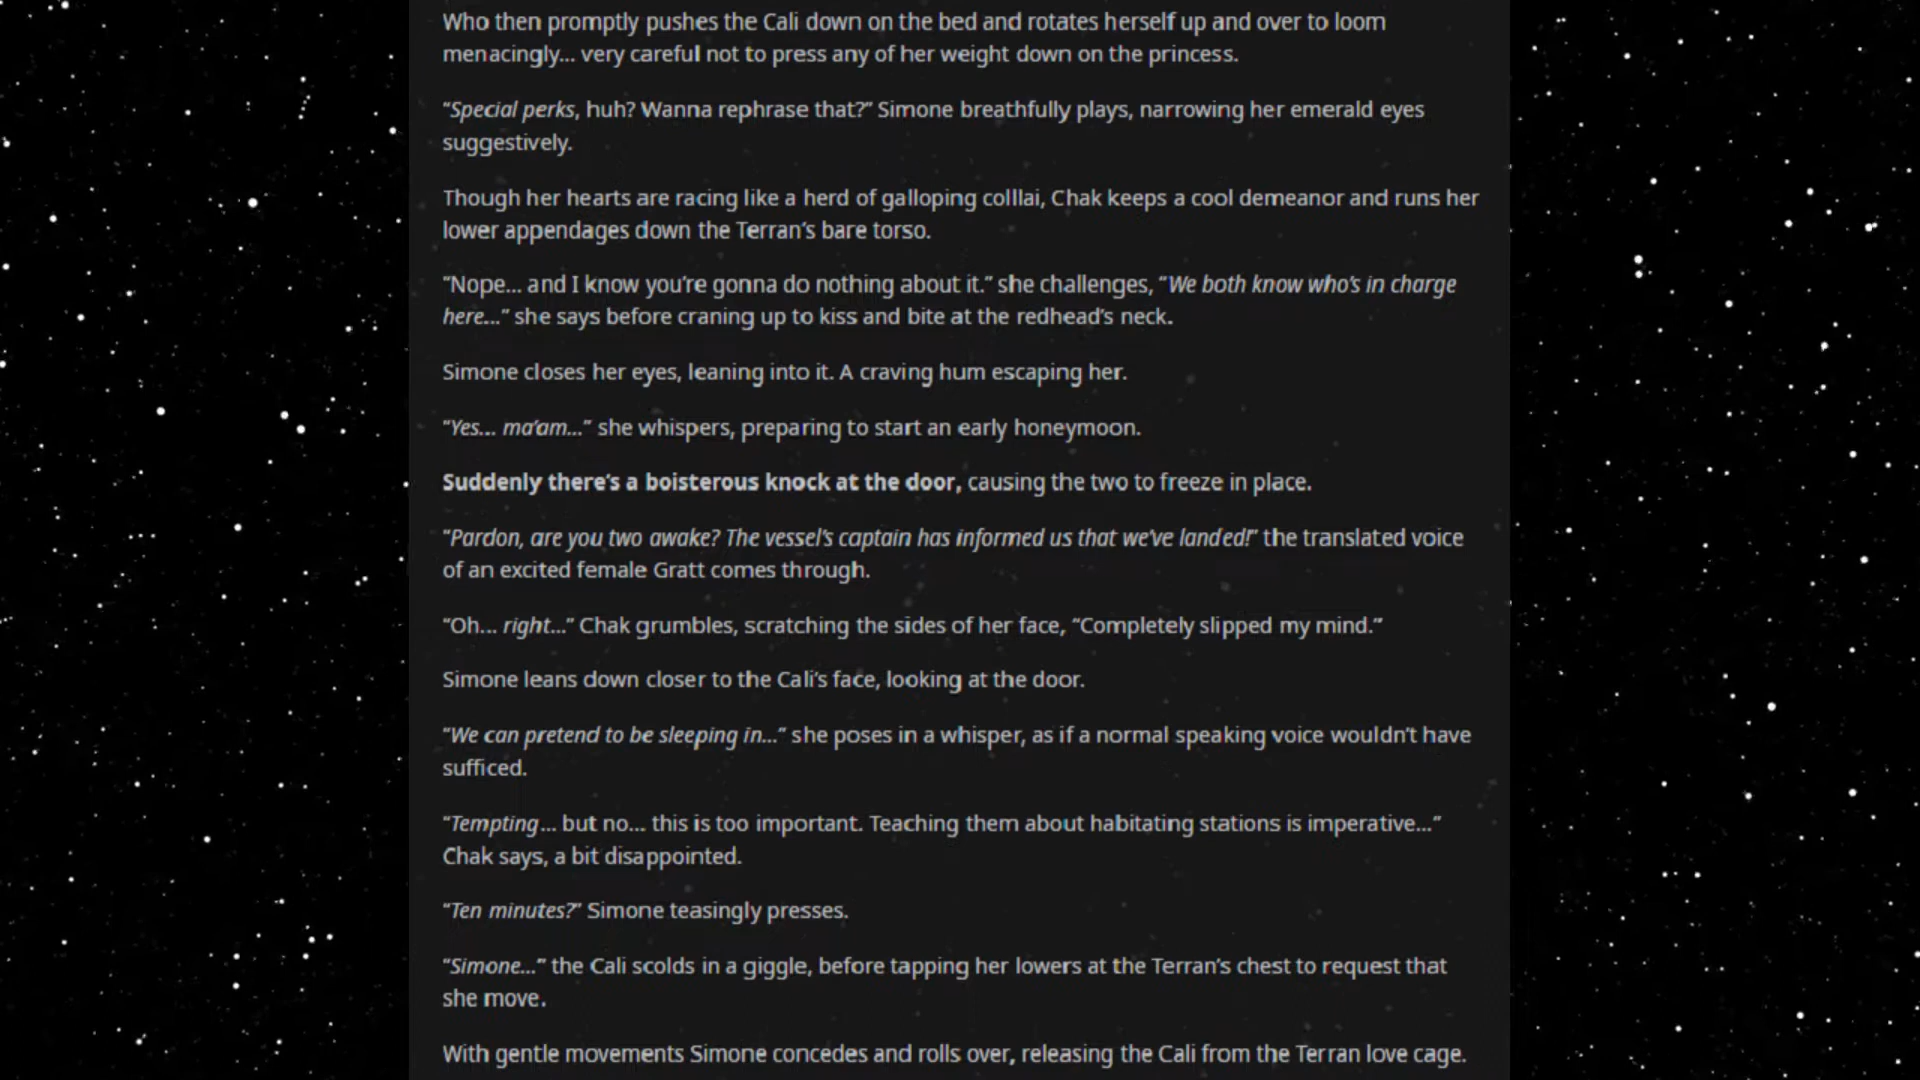 Who then promptly pushes the Cali down on the bed and rotates herself up and over to loom
menacingly... very careful not to press any of her weight down on the princess.
“Special perks, huh? Wanna rephrase that?” Simone breathfully plays, narrowing her emerald eyes
suggestively.
Though her hearts are racing like a herd of galloping colllai, Chak keeps a cool demeanor and runs her
lower appendages down the Terran’s bare torso.
“Nope... and I know you’re gonna do nothing about it.” she challenges, “We both know who’s in charge
here...” she says before craning up to kiss and bite at the redhead’s neck.
Simone closes her eyes, leaning into it. A craving hum escaping her.
“Yes... ma’am...” she whispers, preparing to start an early honeymoon.
Suddenly there’s a boisterous knock at the door, causing the two to freeze in place.
“Pardon, are you two awake? The vessel’s captain has informed us that we’ve landed!” the translated voice
of an excited female Gratt comes through.
“Oh... right...” Chak grumbles, scratching the sides of her face, “Completely slipped my mind.”
Simone leans down closer to the Cali’s face, looking at the door.
“We can pretend to be sleeping in...” she poses in a whisper, as if a normal speaking voice wouldn’t have
sufficed.
“Tempting... but no... this is too important. Teaching them about habitating stations is imperative...”
Chak says, a bit disappointed.
“Ten minutes?” Simone teasingly presses.
“Simone...” the Cali scolds in a giggle, before tapping her lowers at the Terran’s chest to request that
she move.
With gentle movements Simone concedes and rolls over, releasing the Cali from the Terran love cage.